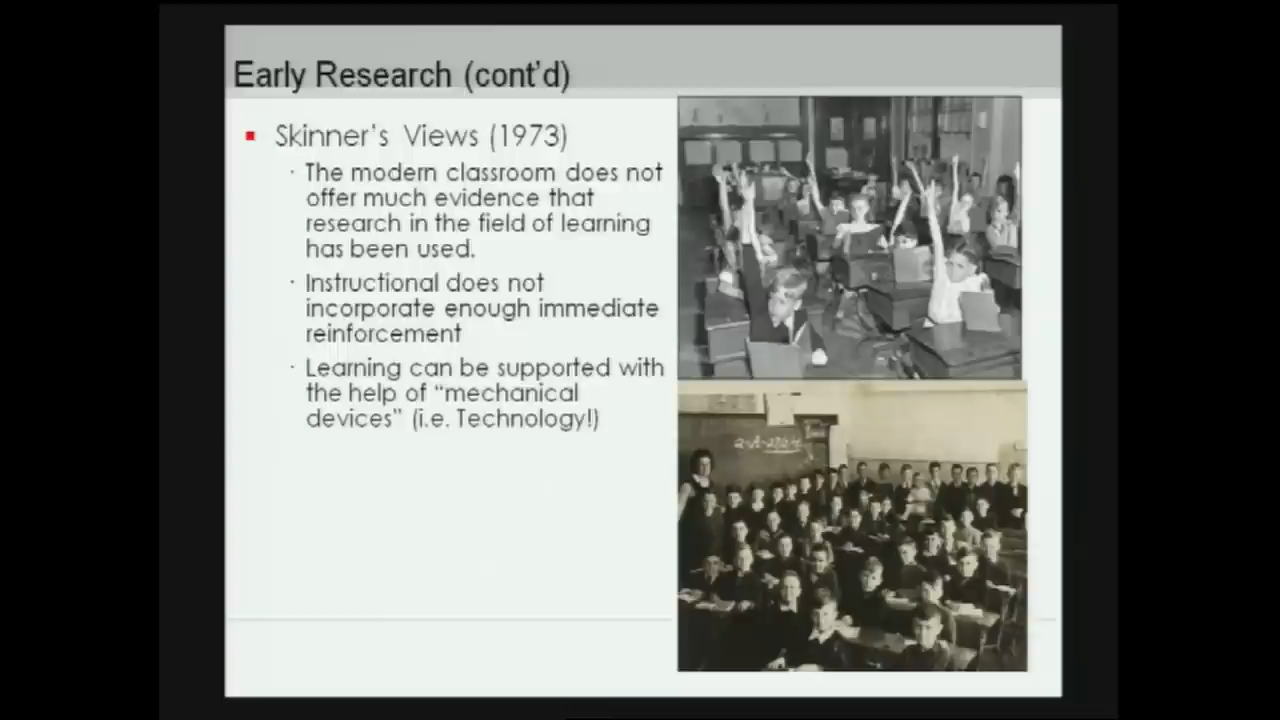 Early Research (cont'd)
Skinner's Views (1973)
The modern classroom does not
offer much evidence that
research in the field of learning
has been used.
Instructional does not
incorporate enough immediate
reinforcement
Learning can be supported with
the help of “mechanical
devices” (i.e. Technology!)